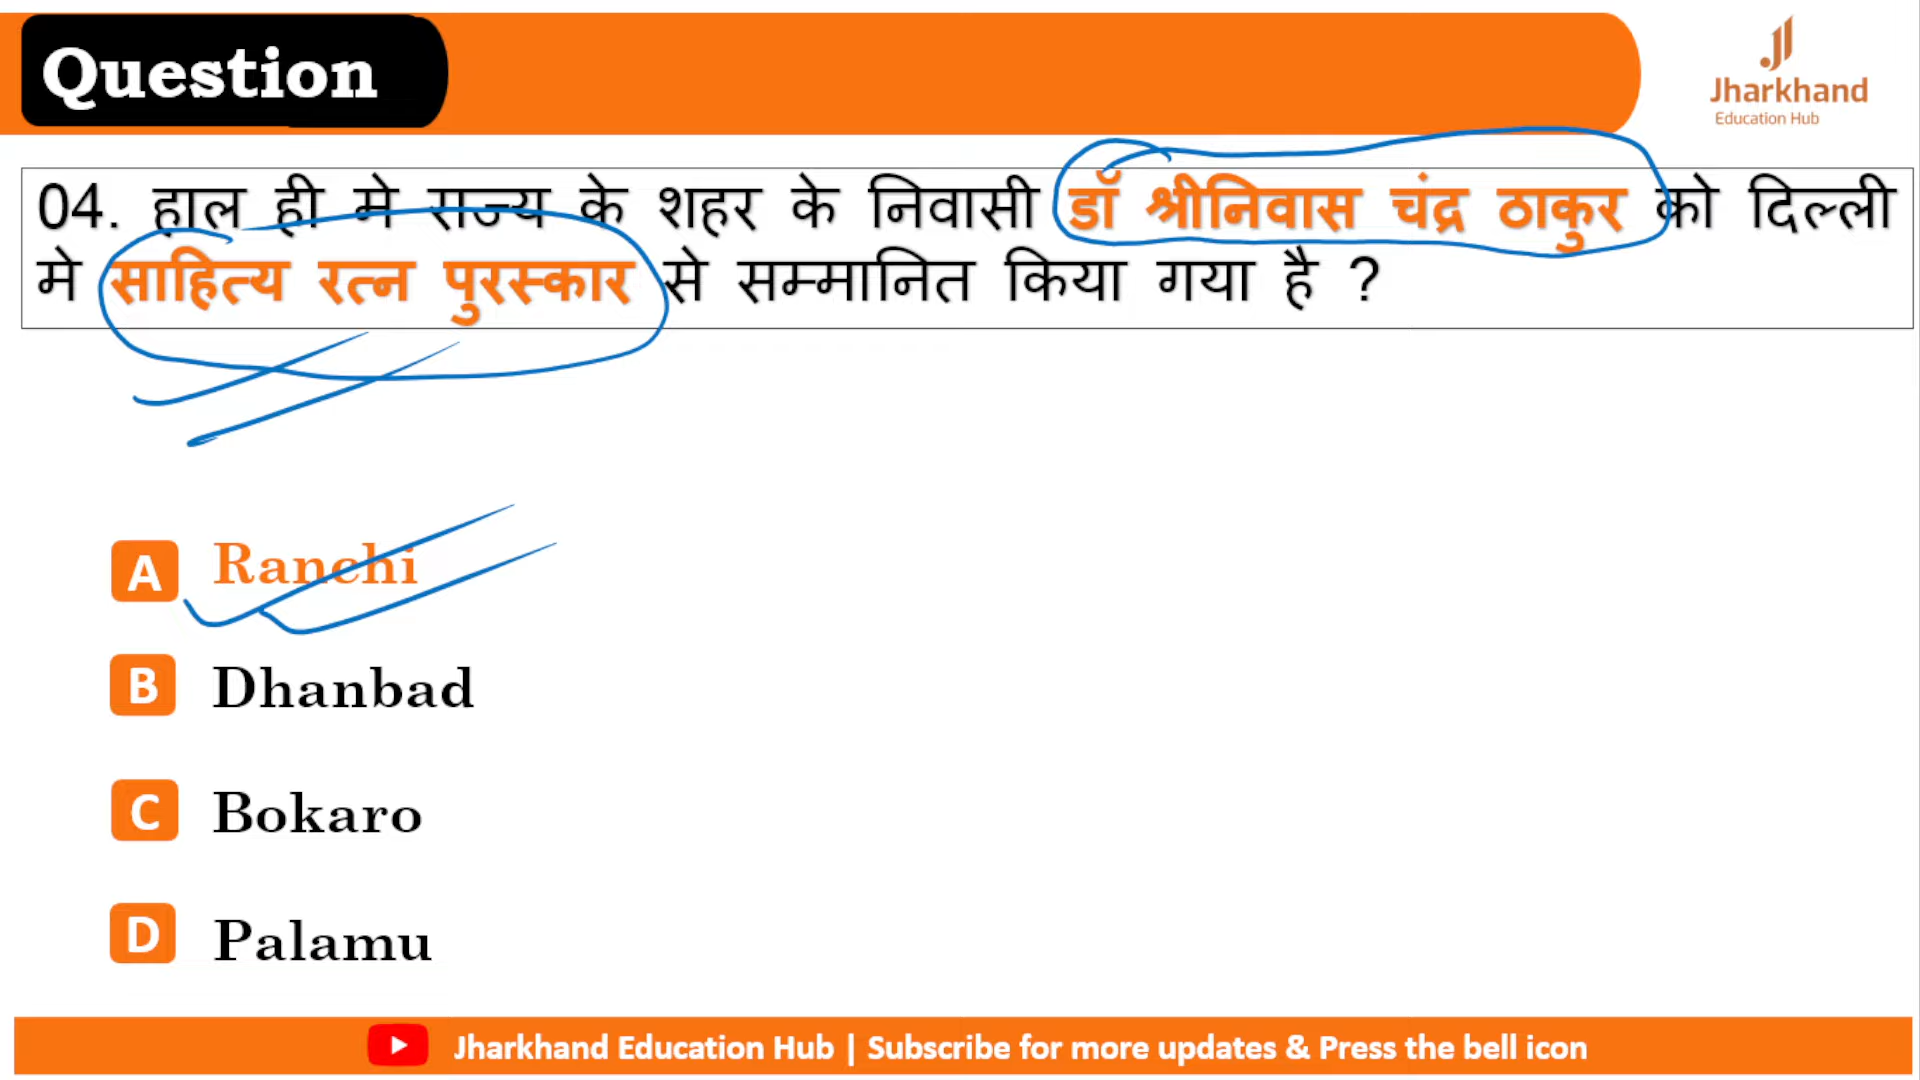 Question
Jharkhand
Education Hub
04. हाल ही मे राज्य के शहर के निवासी डॉ श्रीनिवास चंद्र ठाकुर को दिल्ली
मे साहित्य रत्न पुरस्कार से सम्मानित किया गया है ?
A Ranchi
B Dhanbad
C Bokaro
D Palamu
Jharkhand Education Hub | Subscribe for more updates & Press the bell icon